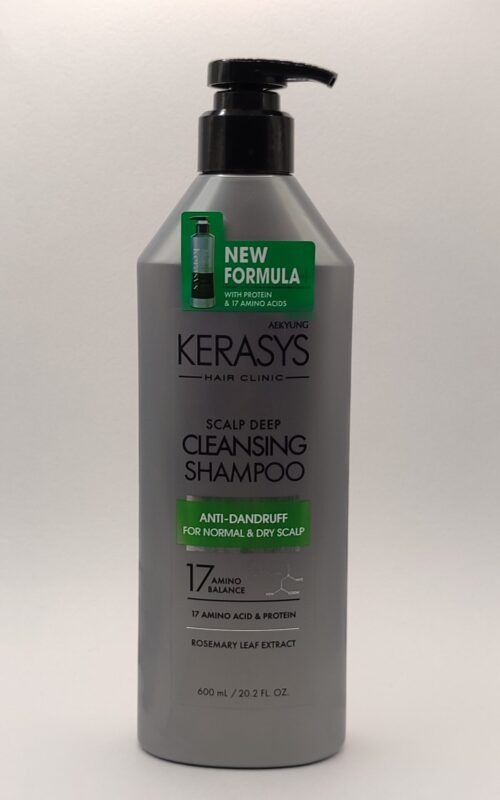 NEW
FORMULA
WITH PROTEIN
& 17 AMINO ACIDS
AEKYUNG
KERASYS
HAIR CLINIC
SCALP DEEP
CLEANSING
SHAMPOO
ANTI-DANDRUFF
FOR NORMAL & DRY SCALP
17 AMINO
BALANCE
17 AMINO ACID & PROTEIN
ROSEMARY LEAF EXTRACT
600 mL / 20.2 FL. OZ.